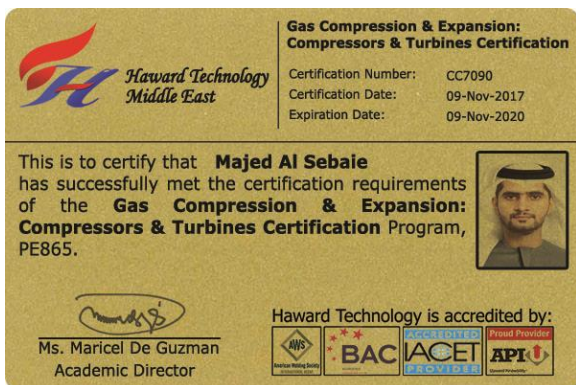 Haward Technology
Middle East
Gas Compression & Expansion:
Compressors & Turbines Certification
Certification Number: CC7090
Certification Date: 09-Nov-2017
Expiration Date: 09-Nov-2020
This is to certify that Majed Al Sebaie
has successfully met the certification requirements
of the Gas Compression & Expansion:
Compressors & Turbines Certification Program,
PE865.
Ms. Maricel De Guzman
Academic Director
Haward Technology is accredited by:
AWS
American Welding Society
BAC
ACCREDITED
IACET
PROVIDER
Proud Provider
API